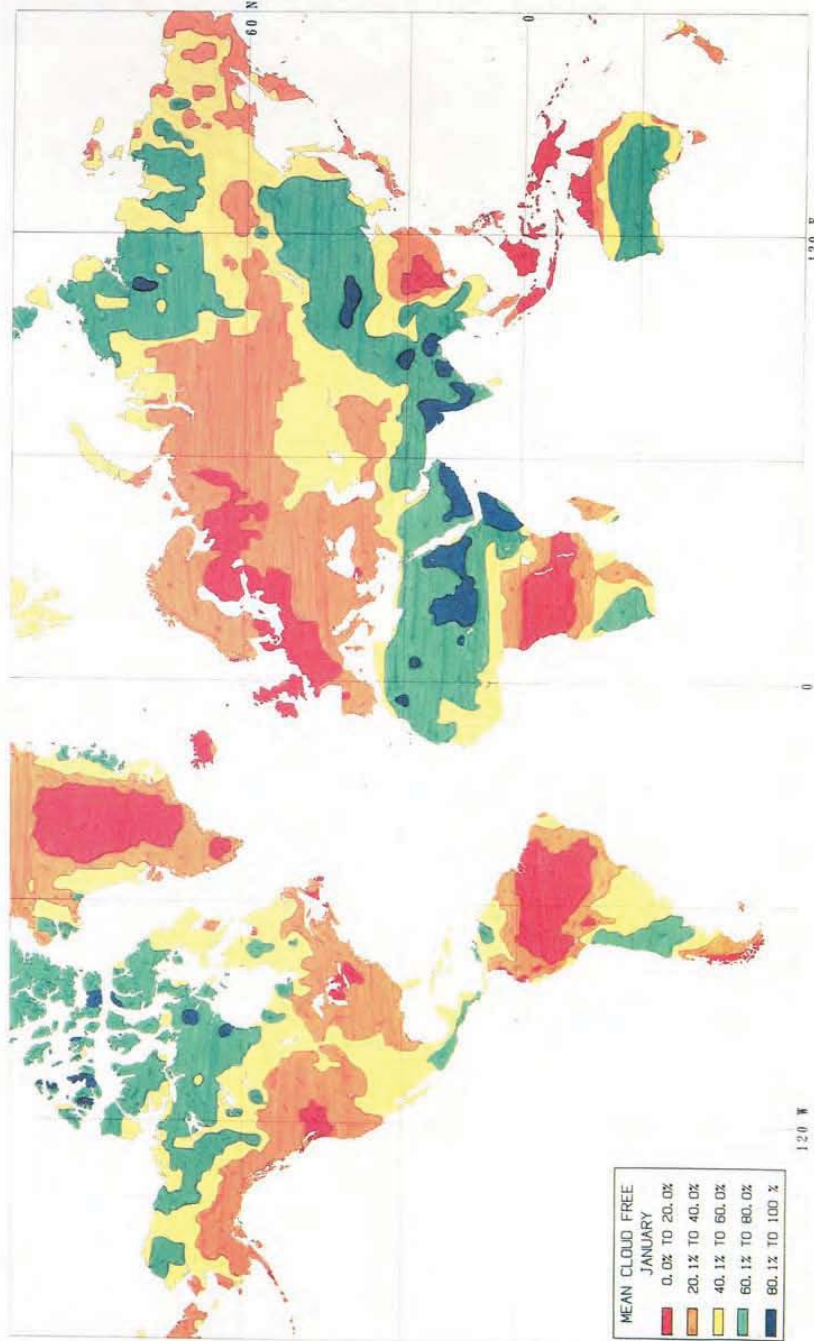 60 N
0
120 E
0
120 W
MEAN CLOUD FREE
JANUARY
0.0% TO 20.0%
20.1% TO 40.0%
40.1% TO 60.0%
60.1% TO 80.0%
80.1% TO 100 %